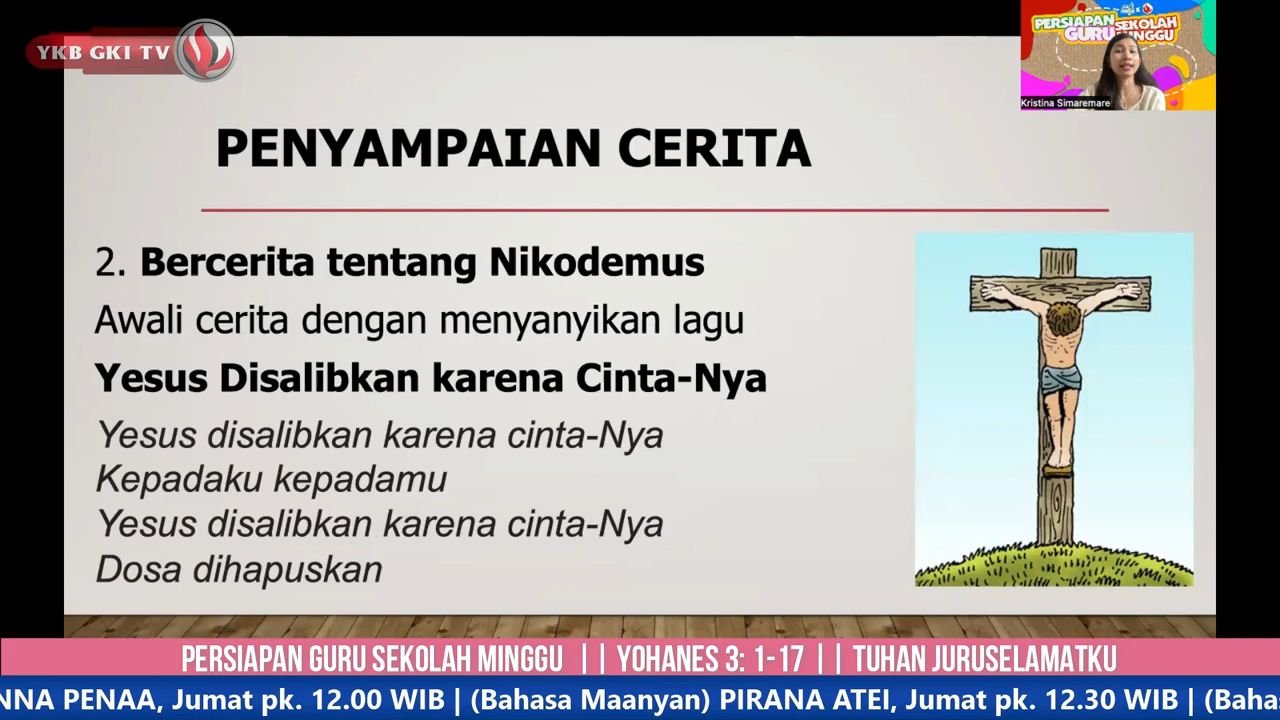 YKB GKI TV
PERSIAPAN
GURU
SEKOLAH
MINGGU
Kristina Simaremare
PENYAMPAIAN CERITA
2. Bercerita tentang Nikodemus
Awali cerita dengan menyanyikan lagu
Yesus Disalibkan karena Cinta-Nya
Yesus disalibkan karena cinta-Nya
Kepadaku kepadamu
Yesus disalibkan karena cinta-Nya
Dosa dihapuskan
PERSIAPAN GURU SEKOLAH MINGGU || YOHANES 3: 1-17 || TUHAN JURUSELAMATKU
NNA PENAA, Jumat pk. 12.00 WIB | (Bahasa Maanyan) PIRANA ATEI, Jumat pk. 12.30 WIB | (Baha